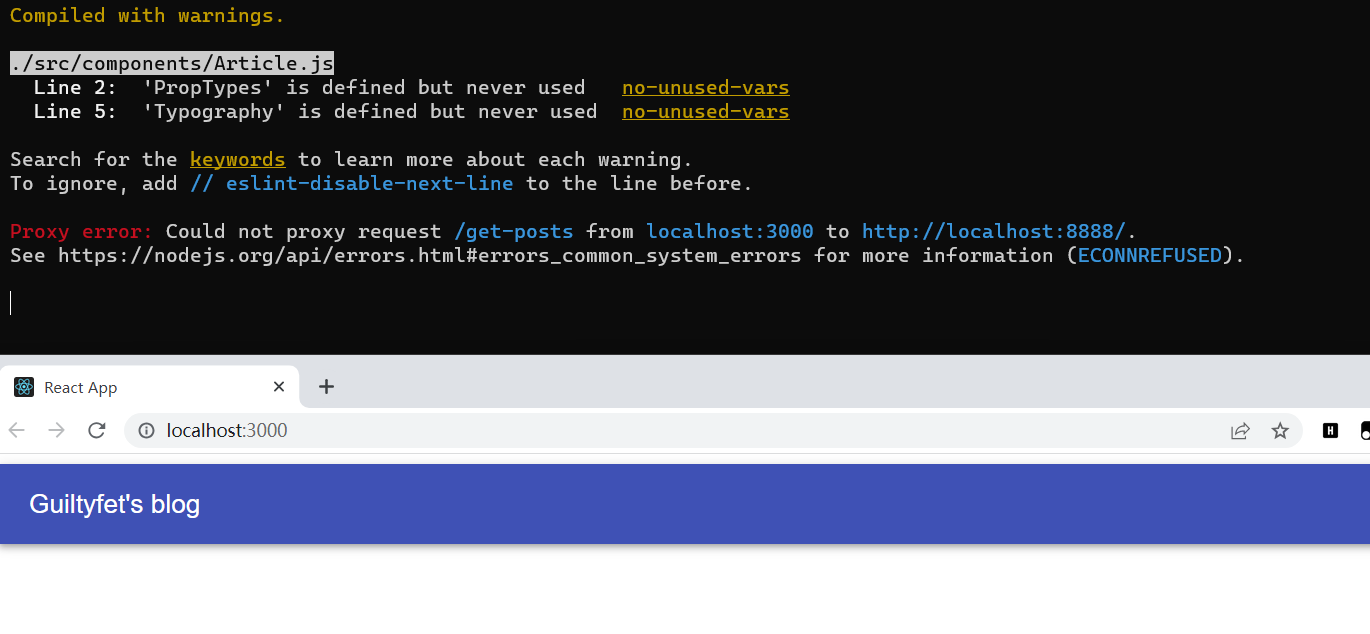 Compiled with warnings.
./src/components/Article.js
Line 2: 'PropTypes' is defined but never used no-unused-vars
Line 5: 'Typography' is defined but never used no-unused-vars
Search for the keywords to learn more about each warning.
To ignore, add // eslint-disable-next-line to the line before.
Proxy error: Could not proxy request /get-posts from localhost:3000 to http://localhost:8888/.
See https://nodejs.org/api/errors.html#errors_common_system_errors for more information (ECONNREFUSED).
React App
localhost:3000
H
Guiltyfet's blog